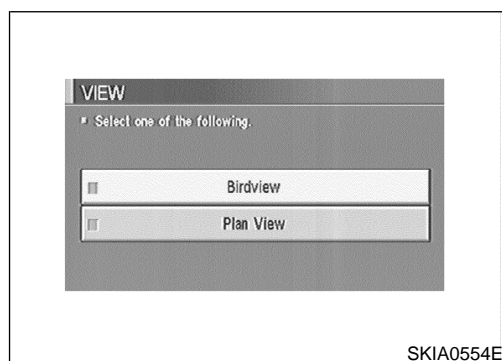 VIEW
Select one of the following.
Birdview
Plan View
SKIA0554E